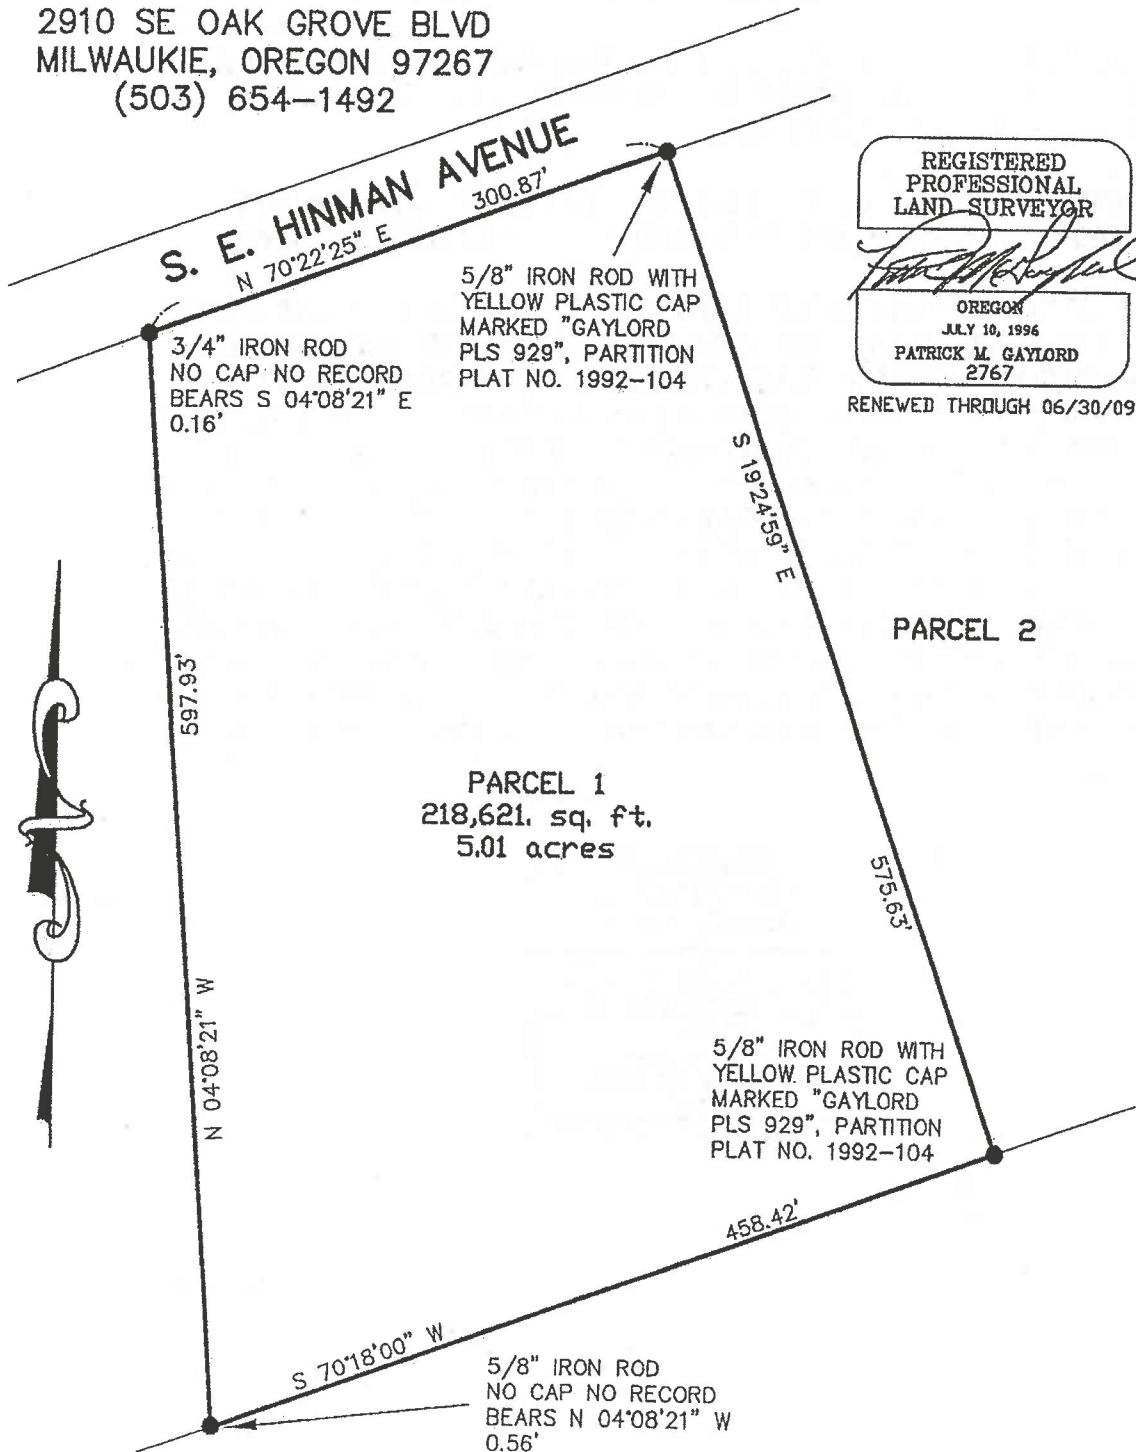 2910 SE OAK GROVE BLVD
MILWAUKIE, OREGON 97267
(503) 654-1492
S. E. HINMAN AVENUE
N 70°22'25" E
300.87'
REGISTERED
PROFESSIONAL
LAND SURVEYOR
OREGON
JULY 10, 1996
PATRICK M. GAYLORD
2767
RENEWED THROUGH 06/30/09
5/8" IRON ROD WITH
YELLOW PLASTIC CAP
MARKED "GAYLORD
PLS 929", PARTITION
PLAT NO. 1992-104
3/4" IRON ROD
NO CAP NO RECORD
BEARS S 04°08'21" E
0.16'
S 19°24'59" E
575.63'
PARCEL 2
597.93'
N 04°08'21" W
PARCEL 1
218,621. sq. ft.
5.01 acres
5/8" IRON ROD WITH
YELLOW PLASTIC CAP
MARKED "GAYLORD
PLS 929", PARTITION
PLAT NO. 1992-104
458.42'
S 70°18'00" W
5/8" IRON ROD
NO CAP NO RECORD
BEARS N 04°08'21" W
0.56'